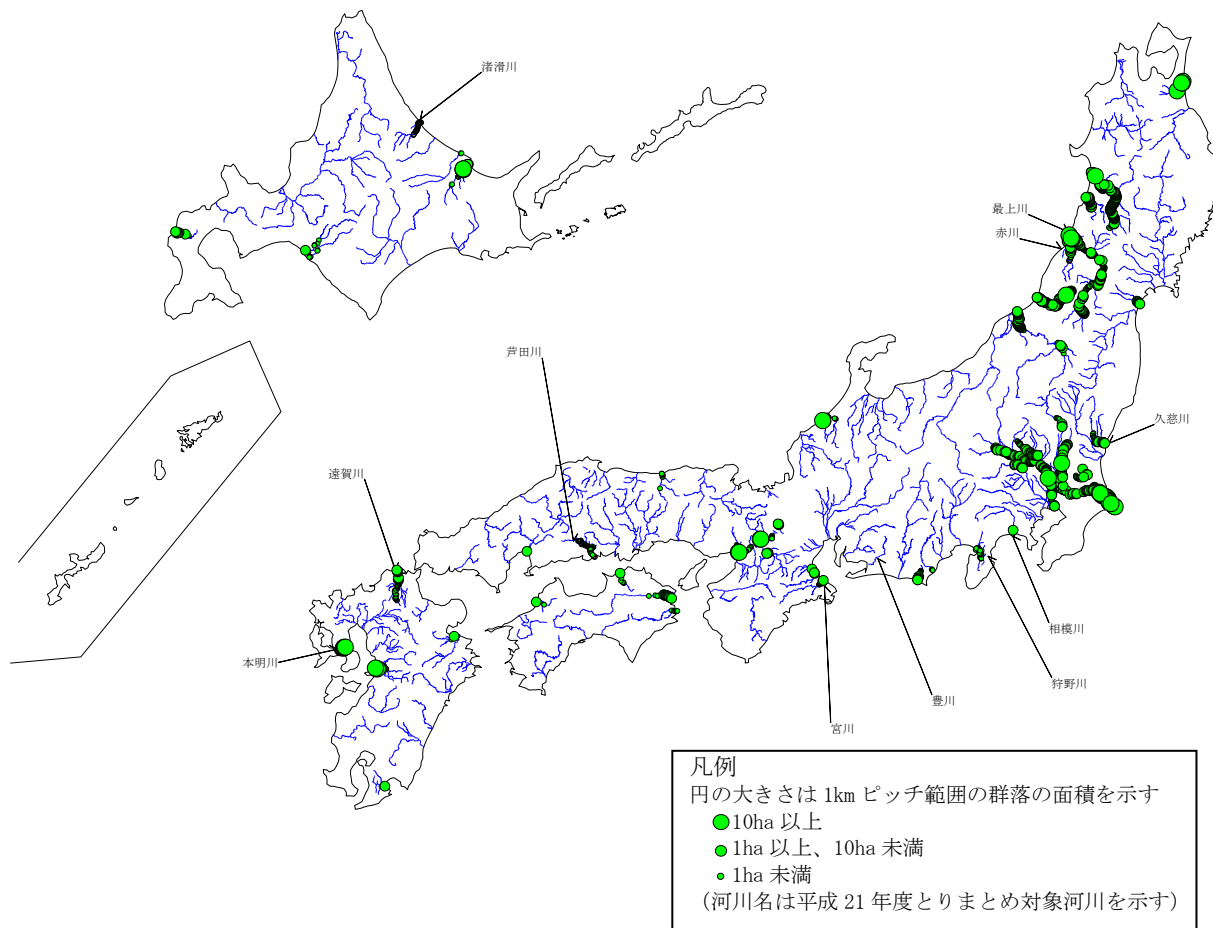 渚滑川
最上川
赤川
芦田川
久慈川
遠賀川
本明川
相模川
狩野川
豊川
宮川
凡例
円の大きさは 1km ピッチ範囲の群落の面積を示す
10ha 以上
1ha 以上、10ha 未満
1ha 未満
(河川名は平成 21 年度とりまとめ対象河川を示す)